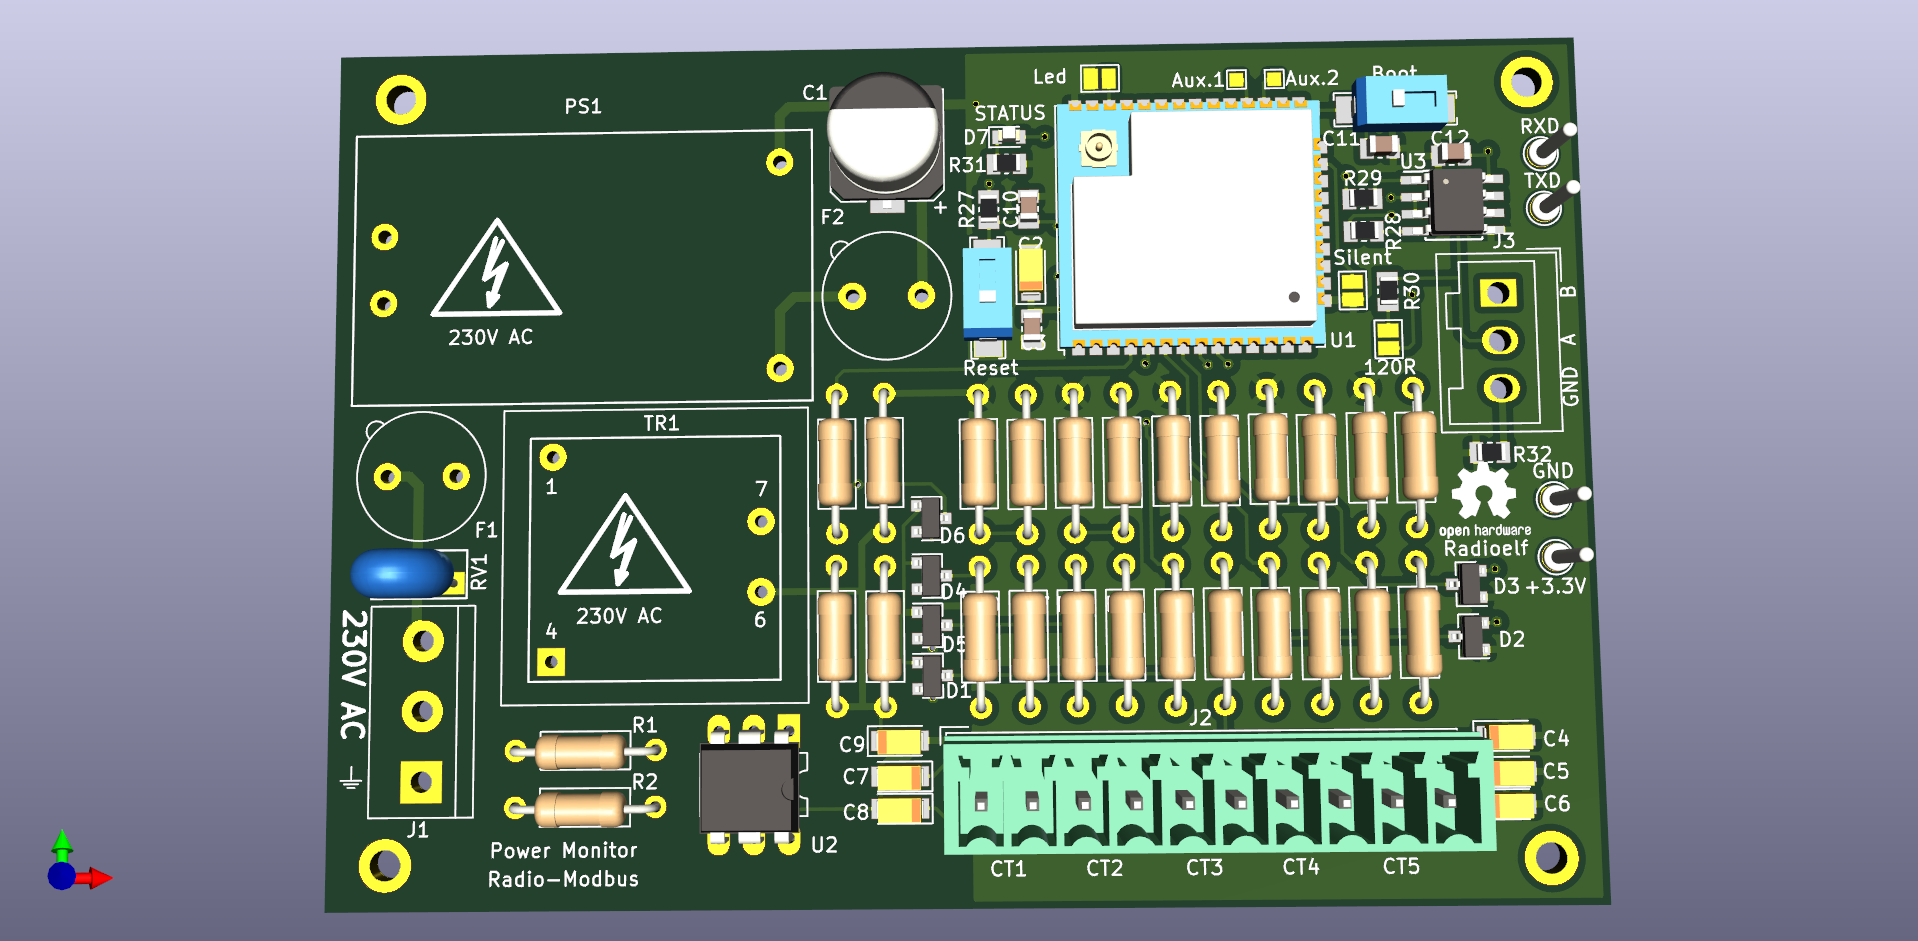 PS1
230V AC
C1
F2
+
STATUS
D7
R31
R27
C10
Reset
Led
Aux.1
Aux.2
C11
C12
U3
R29
R28
Silent
R30
120R
U1
RXD
TXD
J3
B
A
GND
R32
GND
open hardware
Radioelf
+3.3V
D3
D2
TR1
1
7
4
6
230V AC
F1
RV1
230V AC
J1
D6
D4
D5
D1
R1
R2
U2
Power Monitor
Radio-Modbus
C9
C7
C8
J2
C4
C5
C6
CT1
CT2
CT3
CT4
CT5